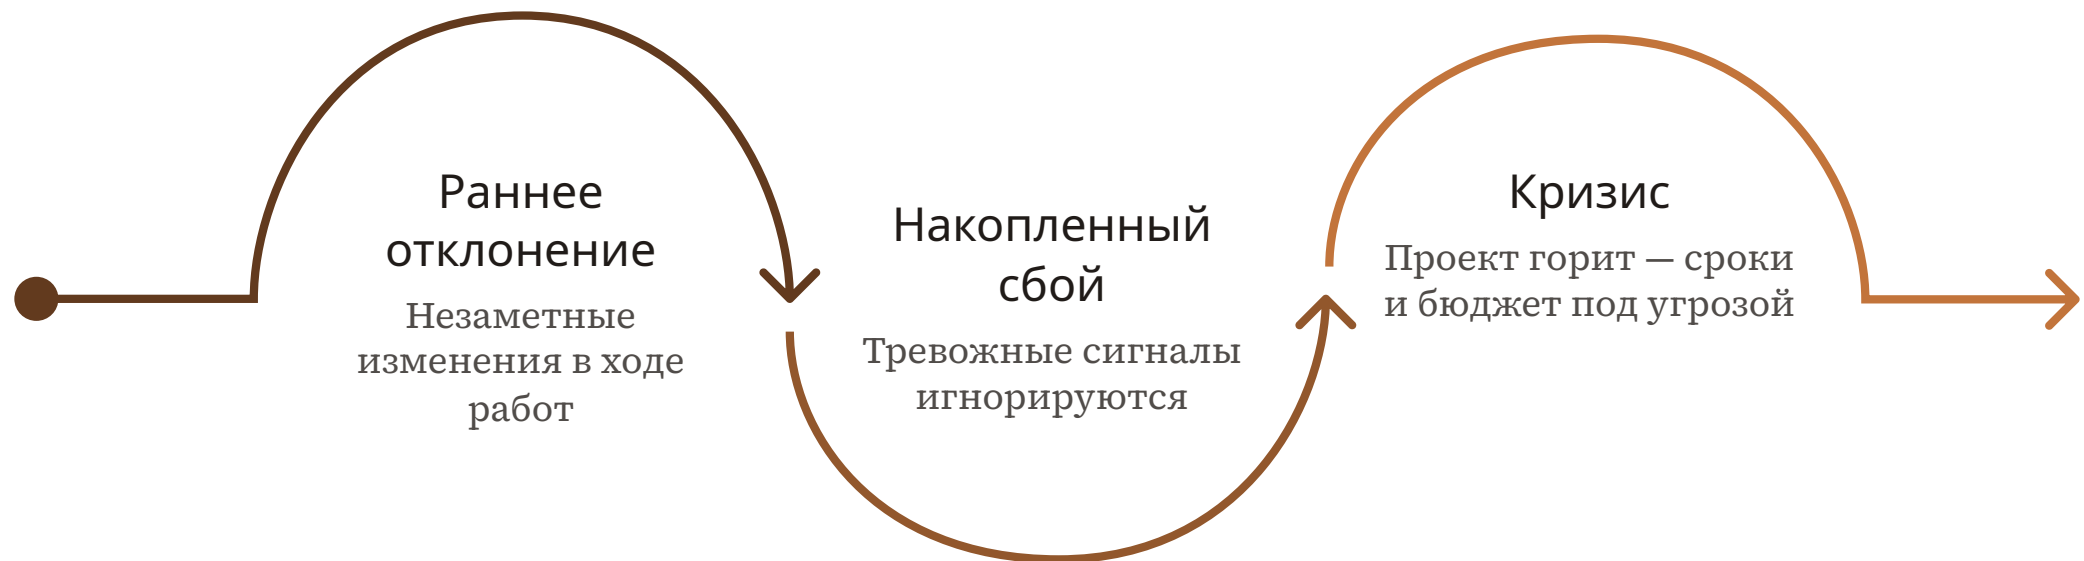 Раннее
отклонение
Незаметные
изменения в ходе
работ
Накопленный
сбой
Тревожные сигналы
игнорируются
Кризис
Проект горит — сроки
и бюджет под угрозой